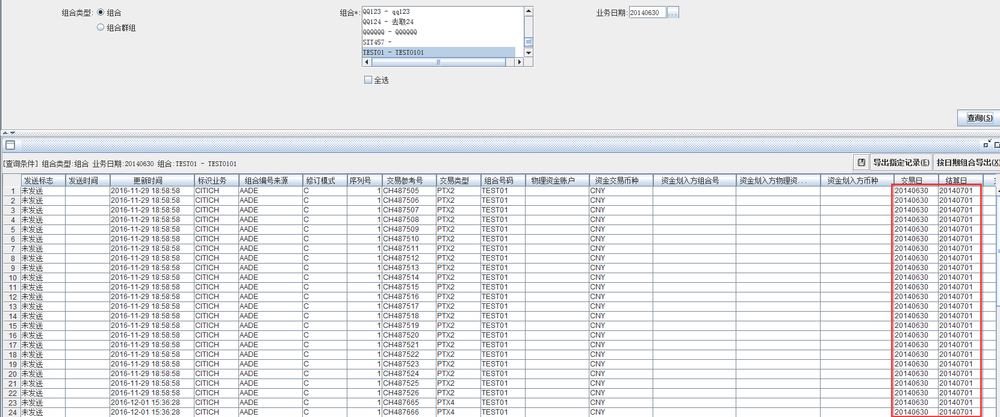 组合类型: 组合
组合群组
组合*:
QQ123 - qq123
QQ124 - 去取24
QQQQQQ - QQQQQQ
SIT457 -
TEST01 - TEST0101
全选
业务日期: 20140630 ...
查询(S)
[查询条件] 组合类型:组合 业务日期:20140630 组合:TEST01 - TEST0101
导出指定记录(E) 按日期组合导出(X
发送标志 发送时间 更新时间 标识业务 组合编号来源 修订模式 序列号 交易参考号 交易类型 组合号码 物理资金账户 资金交易币种 资金划入方组合号 资金划入方物理资... 资金划入方币种 交易日 结算日
1 未发送 2016-11-29 18:58:58 CITICH AADE C 1 CH487505 PTX2 TEST01 CNY 20140630 20140701
2 未发送 2016-11-29 18:58:58 CITICH AADE C 1 CH487506 PTX2 TEST01 CNY 20140630 20140701
3 未发送 2016-11-29 18:58:58 CITICH AADE C 1 CH487507 PTX2 TEST01 CNY 20140630 20140701
4 未发送 2016-11-29 18:58:58 CITICH AADE C 1 CH487508 PTX2 TEST01 CNY 20140630 20140701
5 未发送 2016-11-29 18:58:58 CITICH AADE C 1 CH487509 PTX2 TEST01 CNY 20140630 20140701
6 未发送 2016-11-29 18:58:58 CITICH AADE C 1 CH487510 PTX2 TEST01 CNY 20140630 20140701
7 未发送 2016-11-29 18:58:58 CITICH AADE C 1 CH487511 PTX2 TEST01 CNY 20140630 20140701
8 未发送 2016-11-29 18:58:58 CITICH AADE C 1 CH487512 PTX2 TEST01 CNY 20140630 20140701
9 未发送 2016-11-29 18:58:58 CITICH AADE C 1 CH487513 PTX2 TEST01 CNY 20140630 20140701
10 未发送 2016-11-29 18:58:58 CITICH AADE C 1 CH487514 PTX2 TEST01 CNY 20140630 20140701
11 未发送 2016-11-29 18:58:58 CITICH AADE C 1 CH487515 PTX2 TEST01 CNY 20140630 20140701
12 未发送 2016-11-29 18:58:58 CITICH AADE C 1 CH487516 PTX2 TEST01 CNY 20140630 20140701
13 未发送 2016-11-29 18:58:58 CITICH AADE C 1 CH487517 PTX2 TEST01 CNY 20140630 20140701
14 未发送 2016-11-29 18:58:58 CITICH AADE C 1 CH487518 PTX2 TEST01 CNY 20140630 20140701
15 未发送 2016-11-29 18:58:58 CITICH AADE C 1 CH487519 PTX2 TEST01 CNY 20140630 20140701
16 未发送 2016-11-29 18:58:58 CITICH AADE C 1 CH487520 PTX2 TEST01 CNY 20140630 20140701
17 未发送 2016-11-29 18:58:58 CITICH AADE C 1 CH487521 PTX2 TEST01 CNY 20140630 20140701
18 未发送 2016-11-29 18:58:58 CITICH AADE C 1 CH487522 PTX2 TEST01 CNY 20140630 20140701
19 未发送 2016-11-29 18:58:58 CITICH AADE C 1 CH487523 PTX2 TEST01 CNY 20140630 20140701
20 未发送 2016-11-29 18:58:58 CITICH AADE C 1 CH487524 PTX2 TEST01 CNY 20140630 20140701
21 未发送 2016-11-29 18:58:58 CITICH AADE C 1 CH487525 PTX2 TEST01 CNY 20140630 20140701
22 未发送 2016-11-29 18:58:58 CITICH AADE C 1 CH487526 PTX2 TEST01 CNY 20140630 20140701
23 未发送 2016-12-01 15:36:28 CITICH AADE C 1 CH487665 PTX4 TEST01 CNY 20140630 20140701
24 未发送 2016-12-01 15:36:28 CITICH AADE C 1 CH487666 PTX4 TEST01 CNY 20140630 20140701